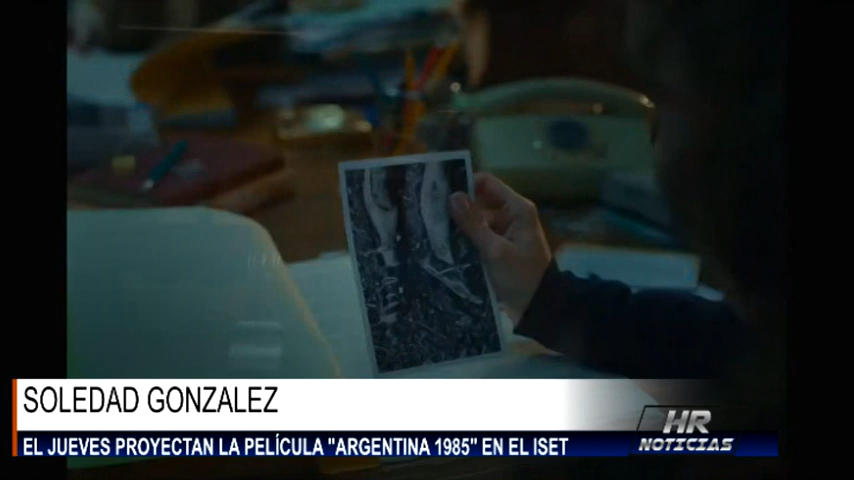 SOLEDAD GONZALEZ
EL JUEVES PROYECTAN LA PELÍCULA "ARGENTINA 1985" EN EL ISET
HR
NOTICIAS